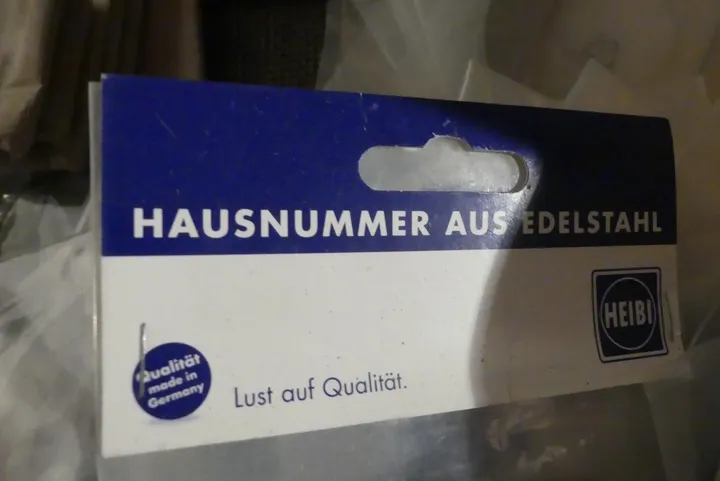 HAUSNUMMER AUS EDELSTAHL
HEIBI
Qualität
made in
Germany
Lust auf Qualität.